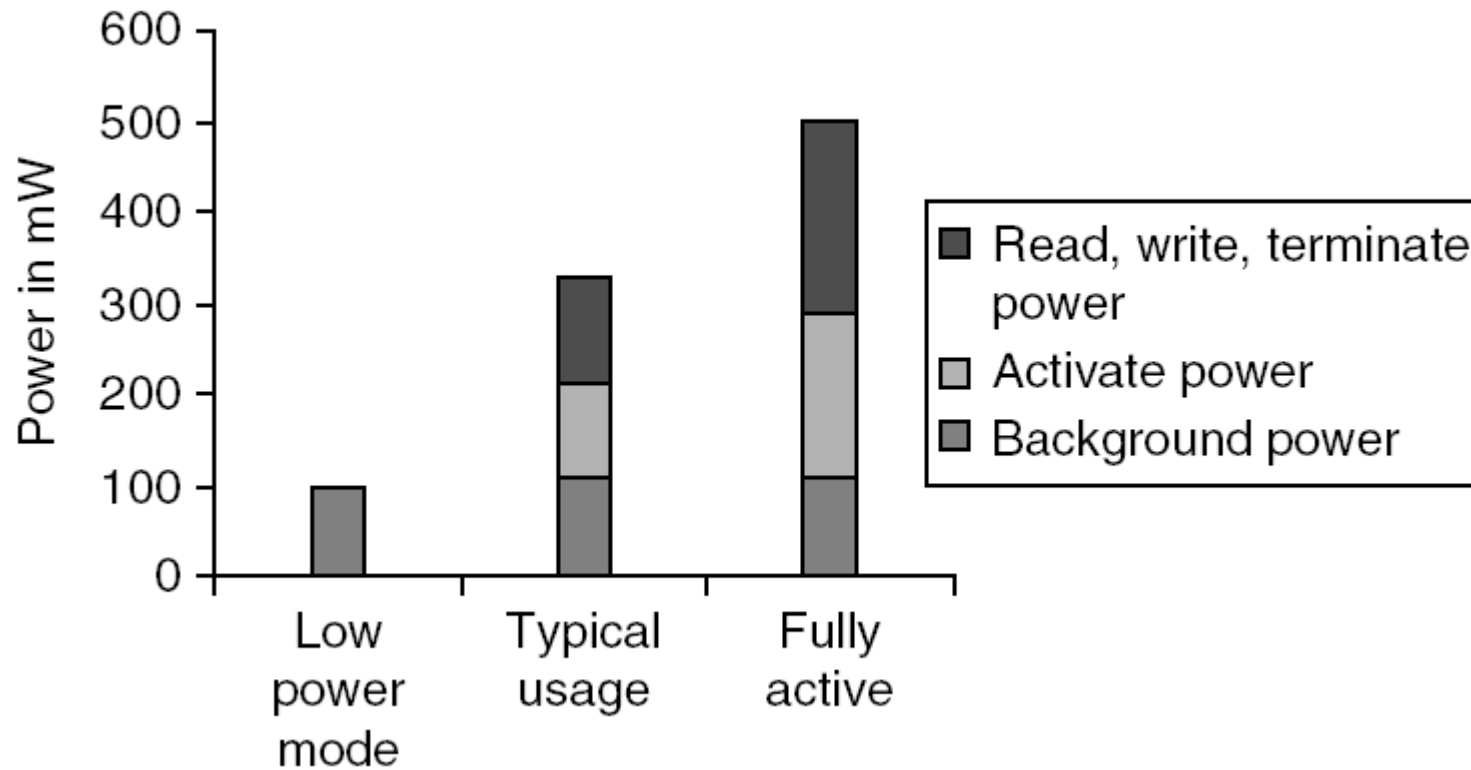 600
500
400
300
200
100
0
Power in mW
Low
power
mode
Typical
usage
Fully
active
Read, write, terminate
power
Activate power
Background power